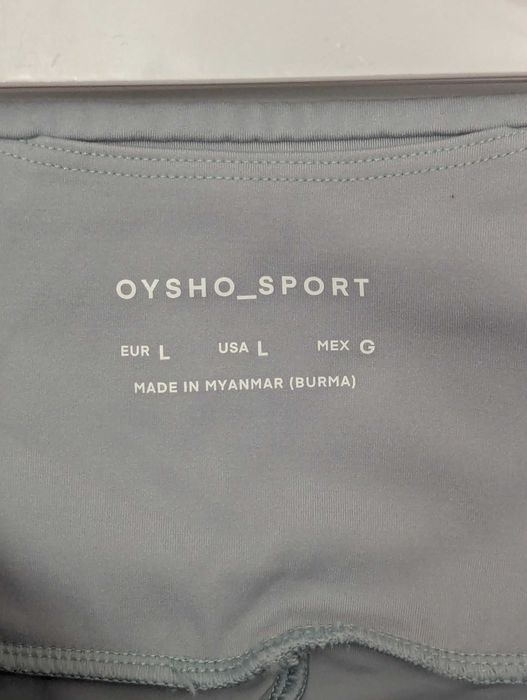 OYSHO_SPORT
EUR L USA L MEX G
MADE IN MYANMAR (BURMA)